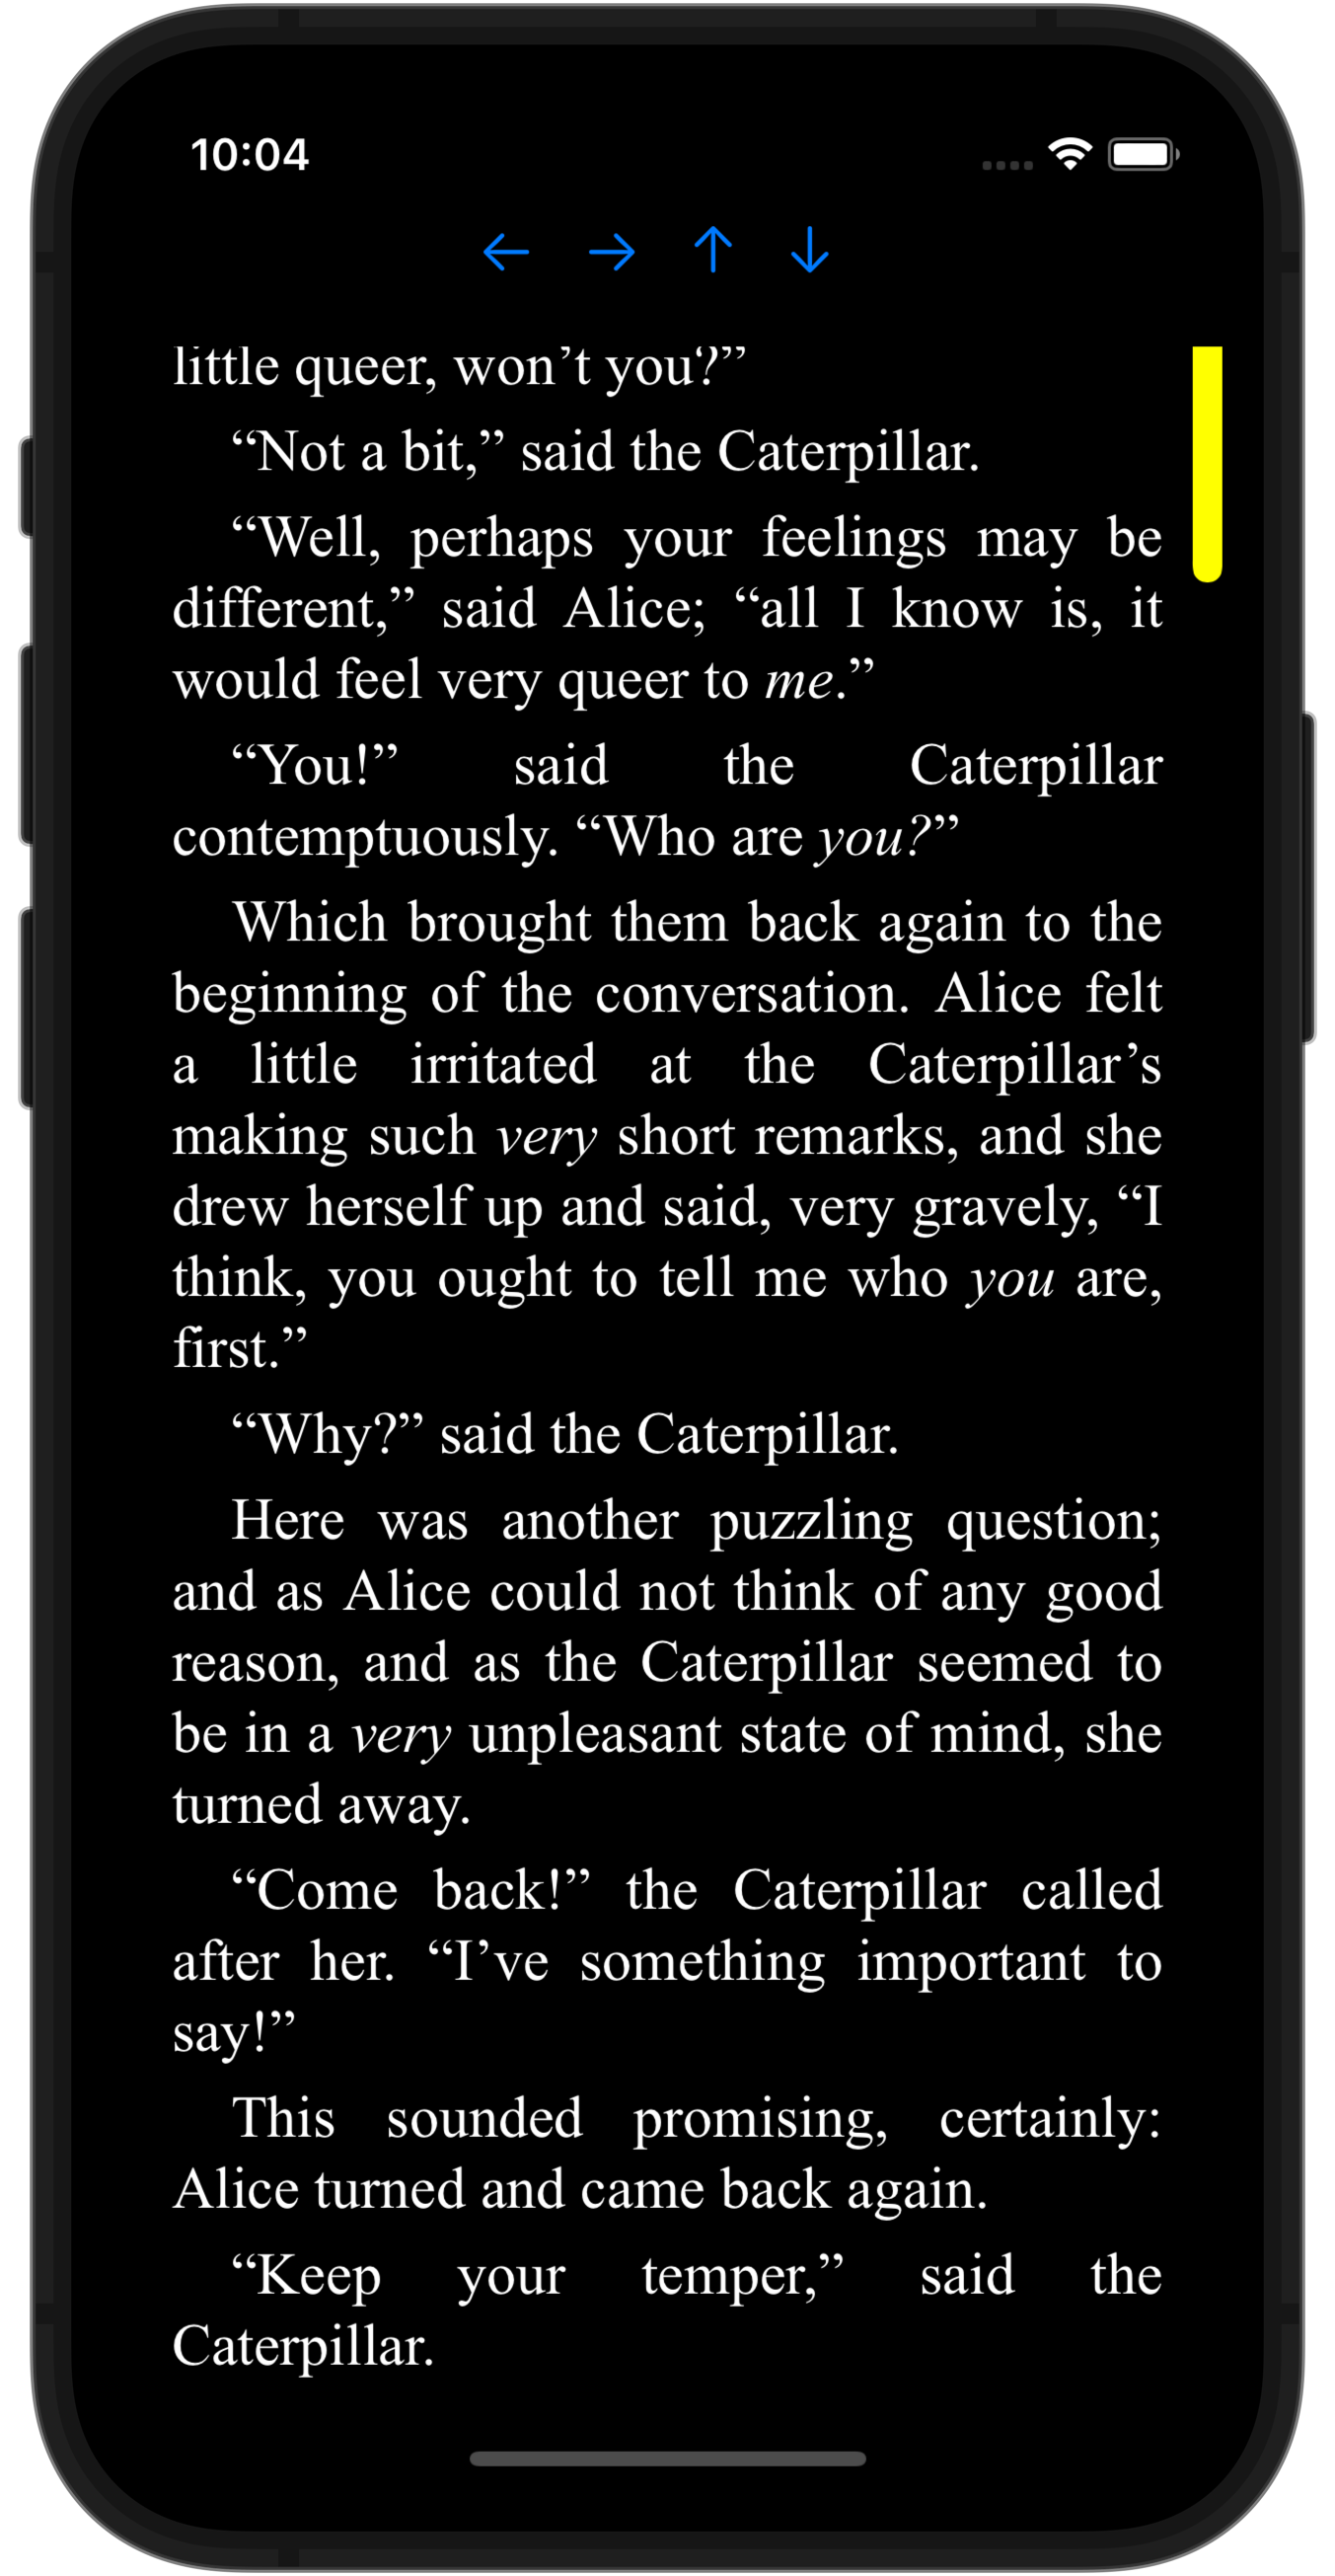 10:04
little queer, won’t you?”
“Not a bit,” said the Caterpillar.
“Well, perhaps your feelings may be
different,” said Alice; “all I know is, it
would feel very queer to me.”
“You!” said the Caterpillar
contemptuously. “Who are you?”
Which brought them back again to the
beginning of the conversation. Alice felt
a little irritated at the Caterpillar’s
making such very short remarks, and she
drew herself up and said, very gravely, “I
think, you ought to tell me who you are,
first.”
“Why?” said the Caterpillar.
Here was another puzzling question;
and as Alice could not think of any good
reason, and as the Caterpillar seemed to
be in a very unpleasant state of mind, she
turned away.
“Come back!” the Caterpillar called
after her. “I’ve something important to
say!”
This sounded promising, certainly:
Alice turned and came back again.
“Keep your temper,” said the
Caterpillar.